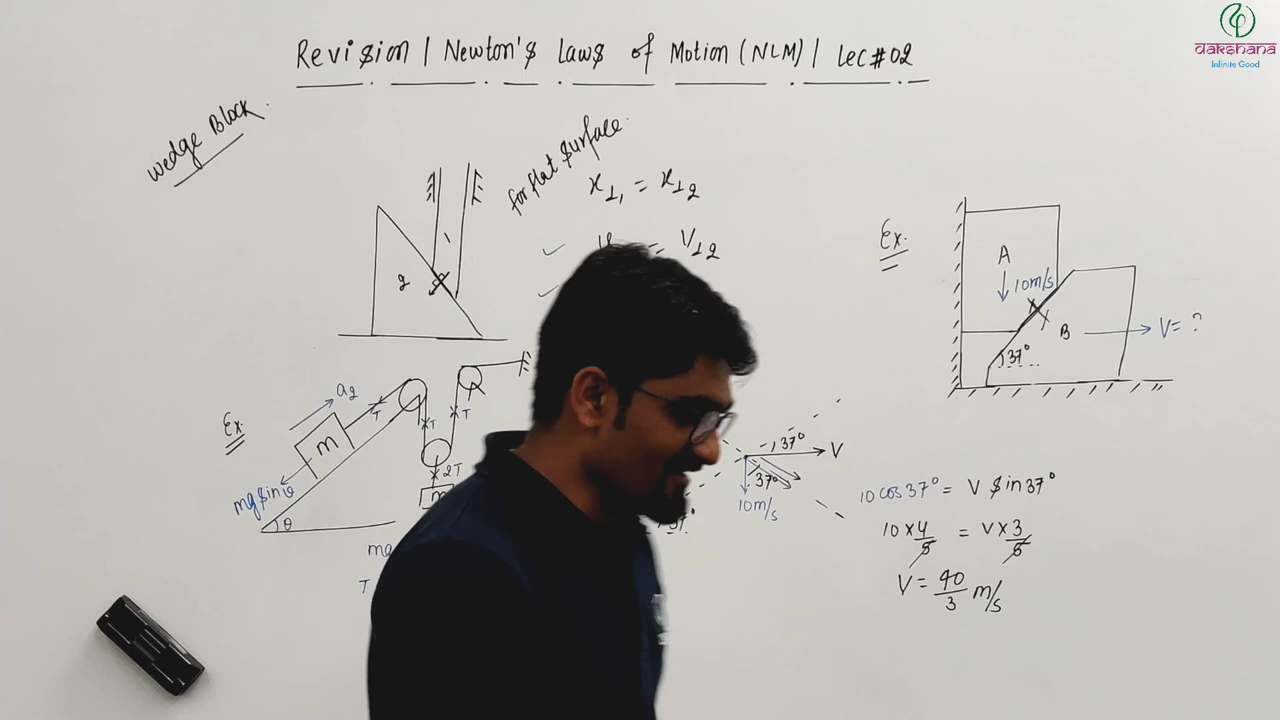 Revision | Newton's Laws of Motion (NLM) | Lec#02
dakshana
Infinite Good
Wedge Block.
for flat surface.
x⊥₁ = x⊥₂
= V⊥₂
1
2
Ex.
A
10m/s
B
V= ?
37°
Ex.
a₂
m
T
T
T
2T
m
mg sinθ
θ
T
37°
V
37°
10m/s
10 cos 37° = V sin 37°
10 × 4/5 = V × 3/5
V = 40/3 m/s